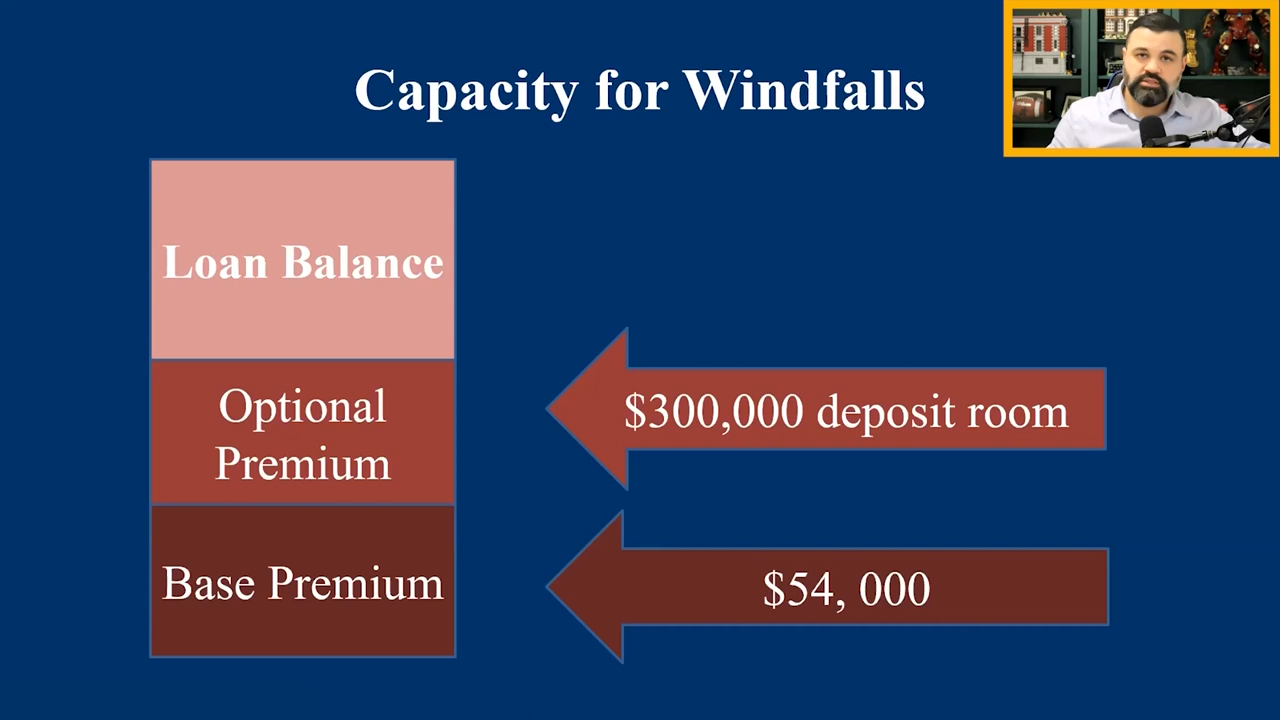 Capacity for Windfalls
Loan Balance
Optional
Premium
$300,000 deposit room
Base Premium
$54, 000